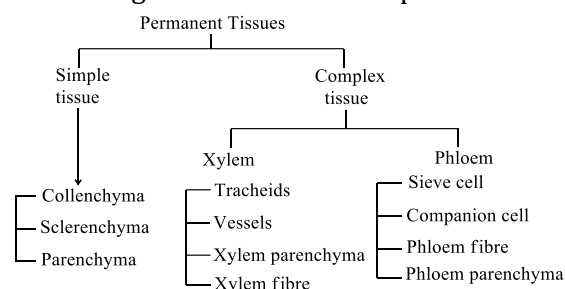 Permanent Tissues
Simple
tissue
Complex
tissue
Xylem
Phloem
Collenchyma
Sclerenchyma
Parenchyma
Tracheids
Vessels
Xylem parenchyma
Xylem fibre
Sieve cell
Companion cell
Phloem fibre
Phloem parenchyma